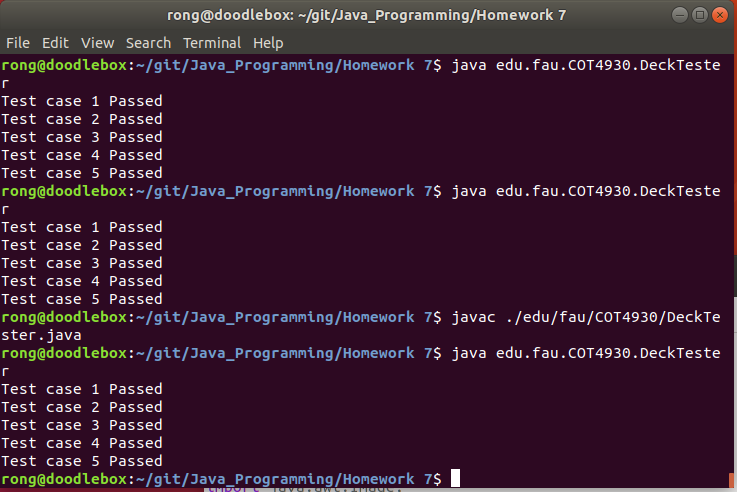 rong@doodlebox: ~/git/Java_Programming/Homework 7
File Edit View Search Terminal Help
rong@doodlebox:~/git/Java_Programming/Homework 7$ java edu.fau.COT4930.DeckTeste
r
Test case 1 Passed
Test case 2 Passed
Test case 3 Passed
Test case 4 Passed
Test case 5 Passed
rong@doodlebox:~/git/Java_Programming/Homework 7$ java edu.fau.COT4930.DeckTeste
r
Test case 1 Passed
Test case 2 Passed
Test case 3 Passed
Test case 4 Passed
Test case 5 Passed
rong@doodlebox:~/git/Java_Programming/Homework 7$ javac ./edu/fau/COT4930/DeckTe
ster.java
rong@doodlebox:~/git/Java_Programming/Homework 7$ java edu.fau.COT4930.DeckTeste
r
Test case 1 Passed
Test case 2 Passed
Test case 3 Passed
Test case 4 Passed
Test case 5 Passed
rong@doodlebox:~/git/Java_Programming/Homework 7$